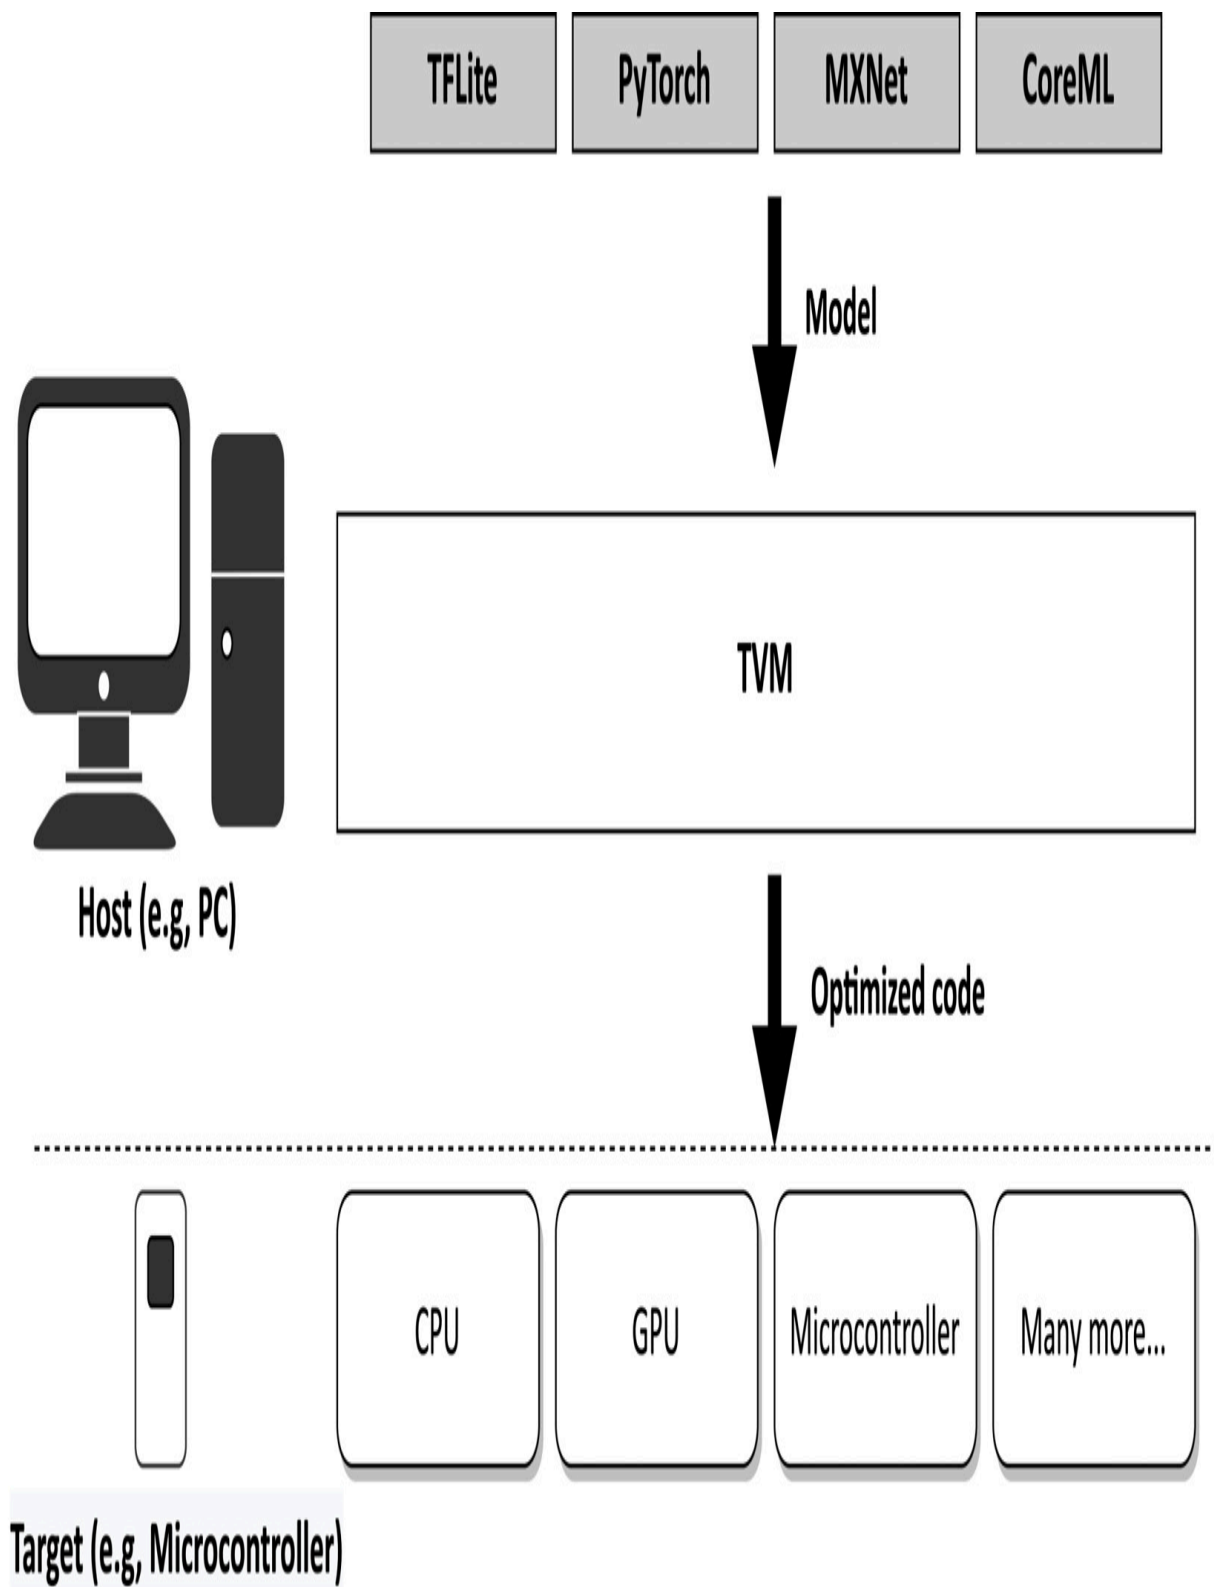 TFLite
PyTorch
MXNet
CoreML
Model
TVM
Host (e.g, PC)
Optimized code
CPU
GPU
Microcontroller
Many more...
Target (e.g, Microcontroller)